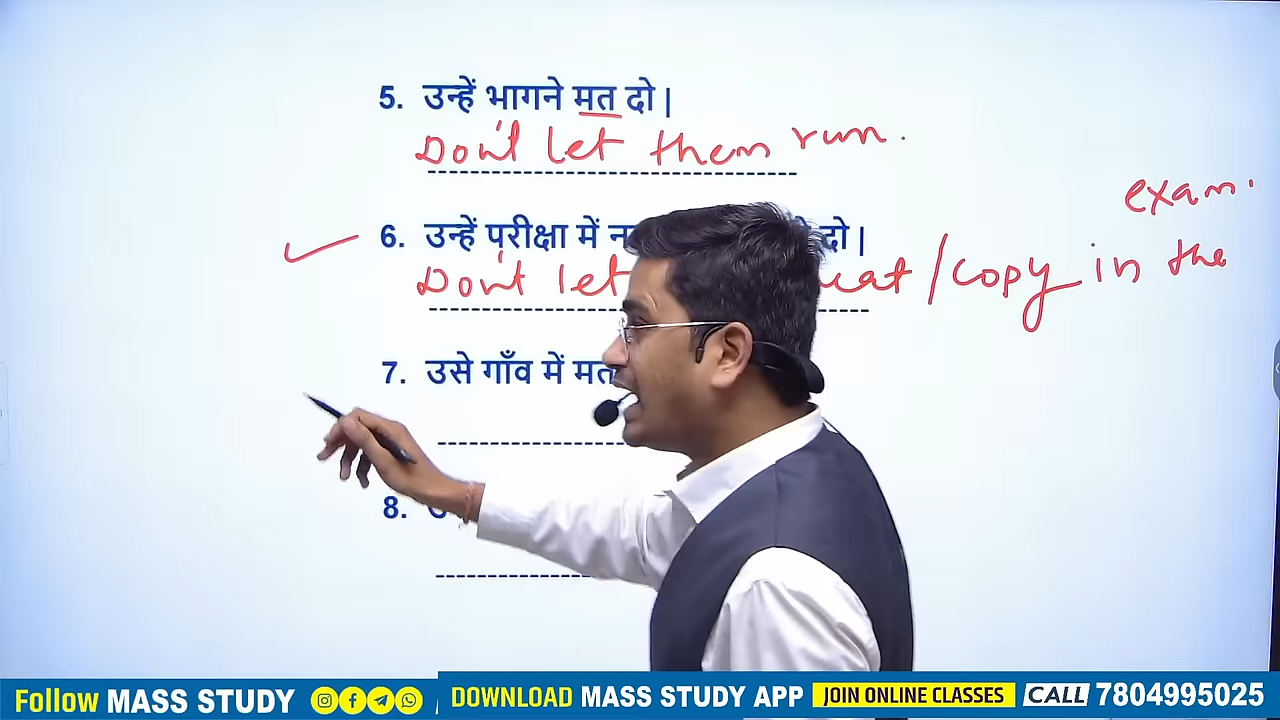 5. उन्हें भागने मत दो |
Don't let them run.
exam.
6. उन्हें परीक्षा में दो |
Don't let /copy in the
7. उसे गाँव में मत
8.
Follow MASS STUDY
DOWNLOAD MASS STUDY APP JOIN ONLINE CLASSES CALL 7804995025